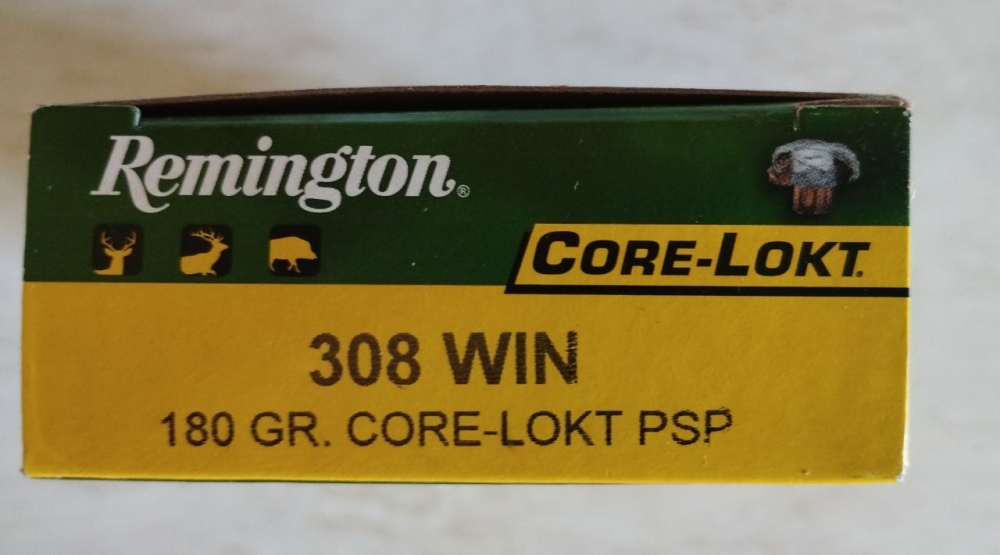 Remington®
CORE-LOKT.
308 WIN
180 GR. CORE-LOKT PSP